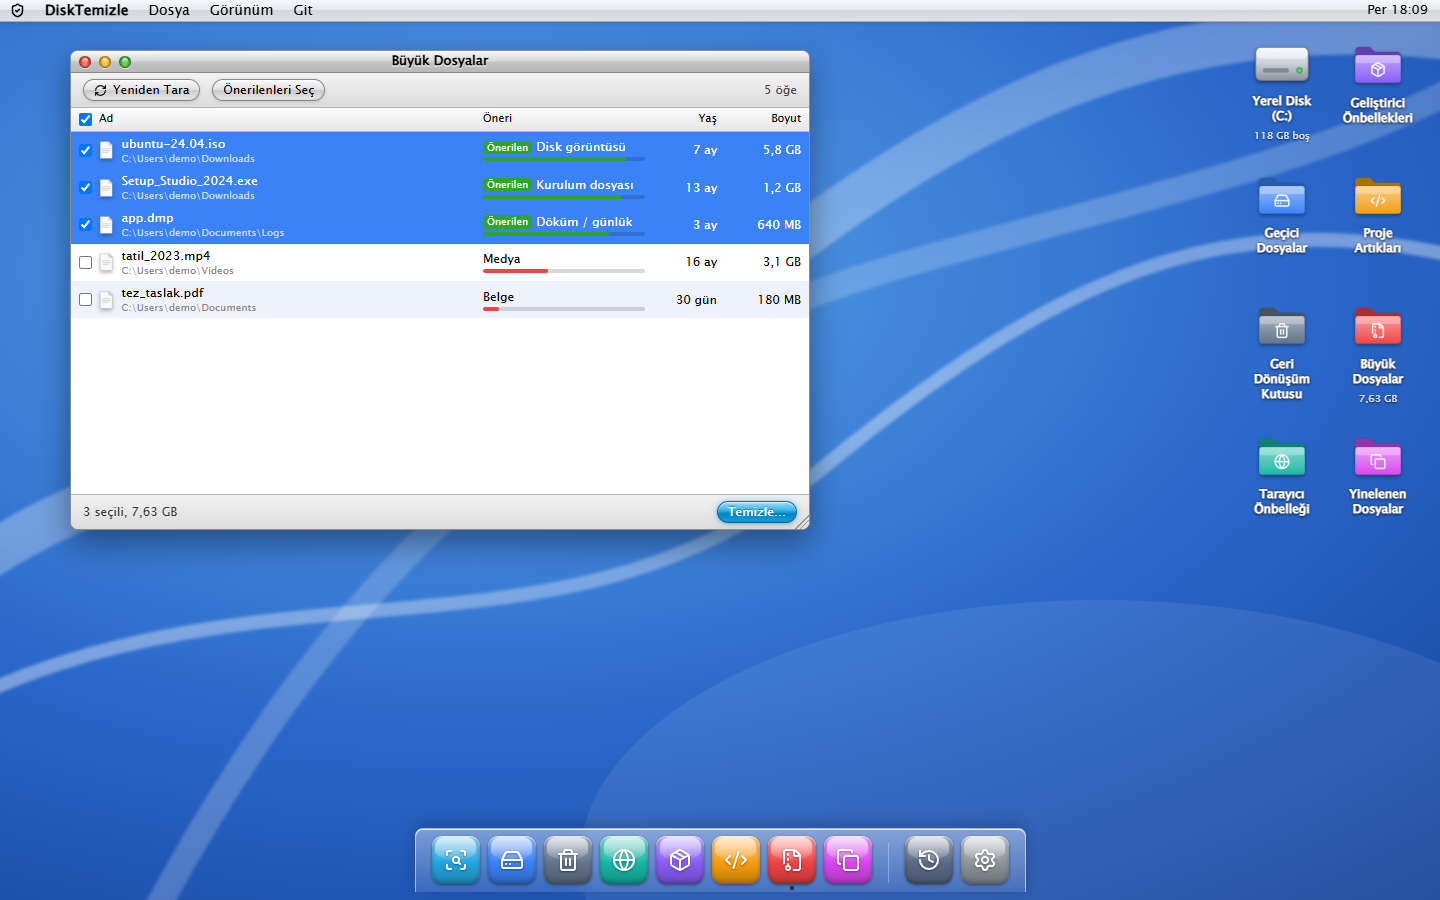 DiskTemizle Dosya Görünüm Git Per 18:09
Büyük Dosyalar
Yeniden Tara Önerilenleri Seç 5 öğe
Ad Öneri Yaş Boyut
ubuntu-24.04.iso Önerilen Disk görüntüsü 7 ay 5,8 GB
C:\Users\demo\Downloads
Setup_Studio_2024.exe Önerilen Kurulum dosyası 13 ay 1,2 GB
C:\Users\demo\Downloads
app.dmp Önerilen Döküm / günlük 3 ay 640 MB
C:\Users\demo\Documents\Logs
tatil_2023.mp4 Medya 16 ay 3,1 GB
C:\Users\demo\Videos
tez_taslak.pdf Belge 30 gün 180 MB
C:\Users\demo\Documents
3 seçili, 7,63 GB Temizle...
Yerel Disk
(C:)
118 GB boş
Geliştirici
Önbellekleri
Geçici
Dosyalar
Proje
Artıkları
Geri
Dönüşüm
Kutusu
Büyük
Dosyalar
7,63 GB
Tarayıcı
Önbelleği
Yinelenen
Dosyalar